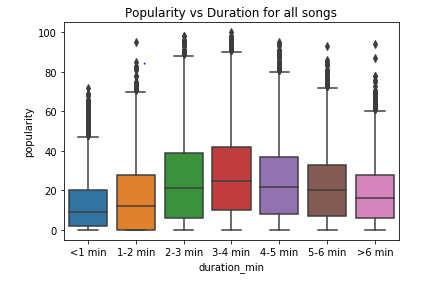 Popularity vs Duration for all songs
100
80
60
40
20
0
popularity
<1 min 1-2 min 2-3 min 3-4 min 4-5 min 5-6 min >6 min
duration_min